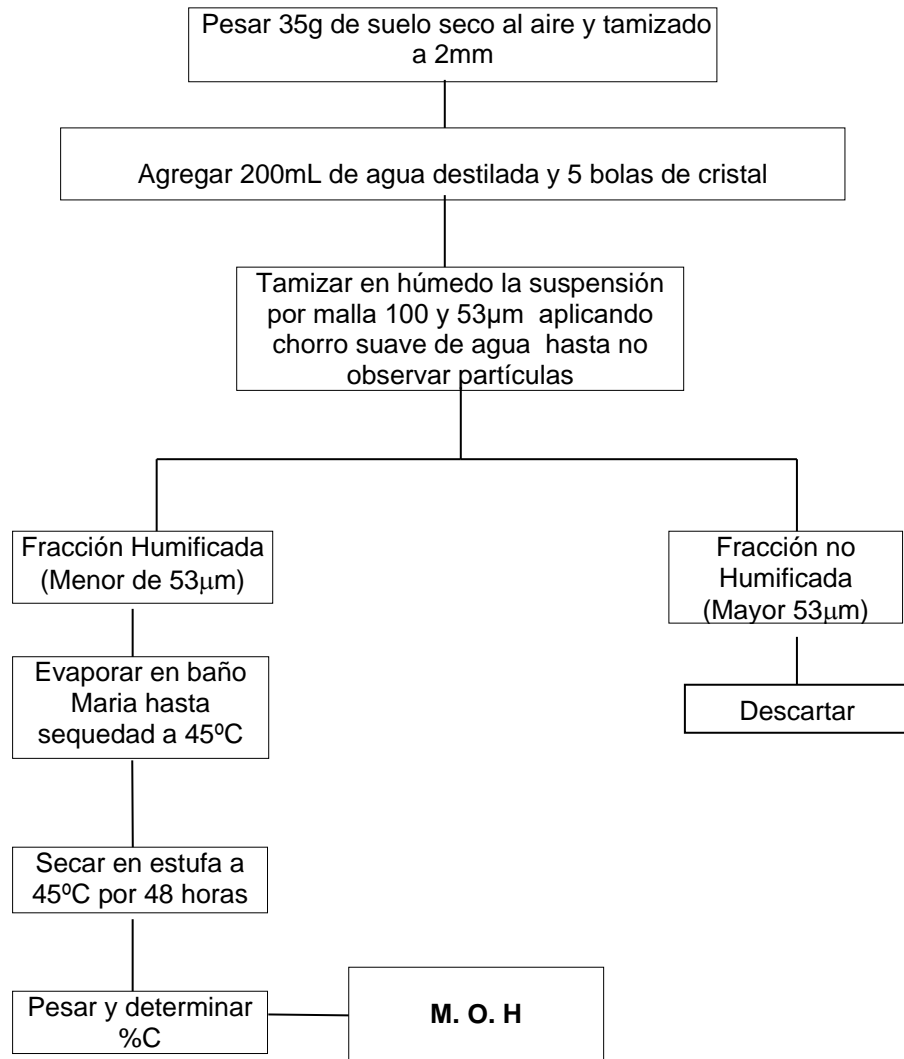 Pesar 35g de suelo seco al aire y tamizado
a 2mm
Agregar 200mL de agua destilada y 5 bolas de cristal
Tamizar en húmedo la suspensión
por malla 100 y 53µm aplicando
chorro suave de agua hasta no
observar partículas
Fracción Humificada
(Menor de 53µm)
Evaporar en baño
Maria hasta
sequedad a 45ºC
Secar en estufa a
45ºC por 48 horas
Pesar y determinar
%C
M. O. H
Fracción no
Humificada
(Mayor 53µm)
Descartar